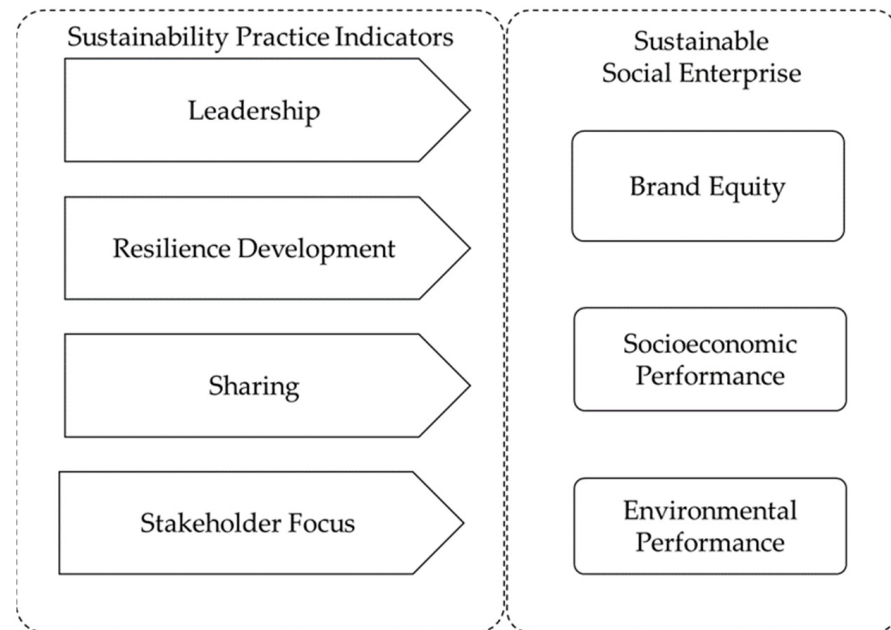 Sustainability Practice Indicators
Leadership
Resilience Development
Sharing
Stakeholder Focus
Sustainable
Social Enterprise
Brand Equity
Socioeconomic
Performance
Environmental
Performance